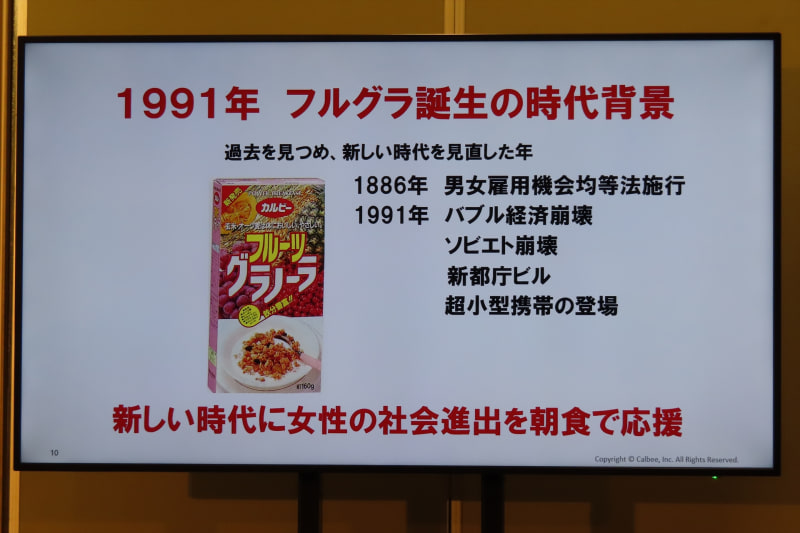 1991年 フルグラ誕生の時代背景
過去を見つめ、新しい時代を見直した年
1886年 男女雇用機会均等法施行
1991年 バブル経済崩壊
ソビエト崩壊
新都庁ビル
超小型携帯の登場
カルビー
フルーツ
グラノーラ
鉄分豊富!!
160g
新しい時代に女性の社会進出を朝食で応援
10
Copyright © Calbee, Inc. All Rights Reserved.